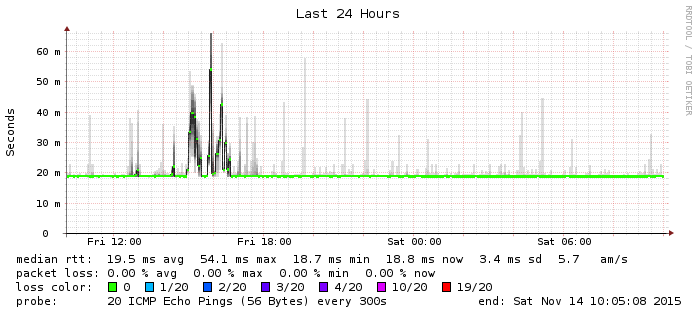 Last 24 Hours
RRDTOOL / TOBI OETIKER
Seconds
60 m
50 m
40 m
30 m
20 m
10 m
0
Fri 12:00 Fri 18:00 Sat 00:00 Sat 06:00
median rtt: 19.5 ms avg 54.1 ms max 18.7 ms min 18.8 ms now 3.4 ms sd 5.7 am/s
packet loss: 0.00 % avg 0.00 % max 0.00 % min 0.00 % now
loss color: 0 1/20 2/20 3/20 4/20 10/20 19/20
probe: 20 ICMP Echo Pings (56 Bytes) every 300s end: Sat Nov 14 10:05:08 2015